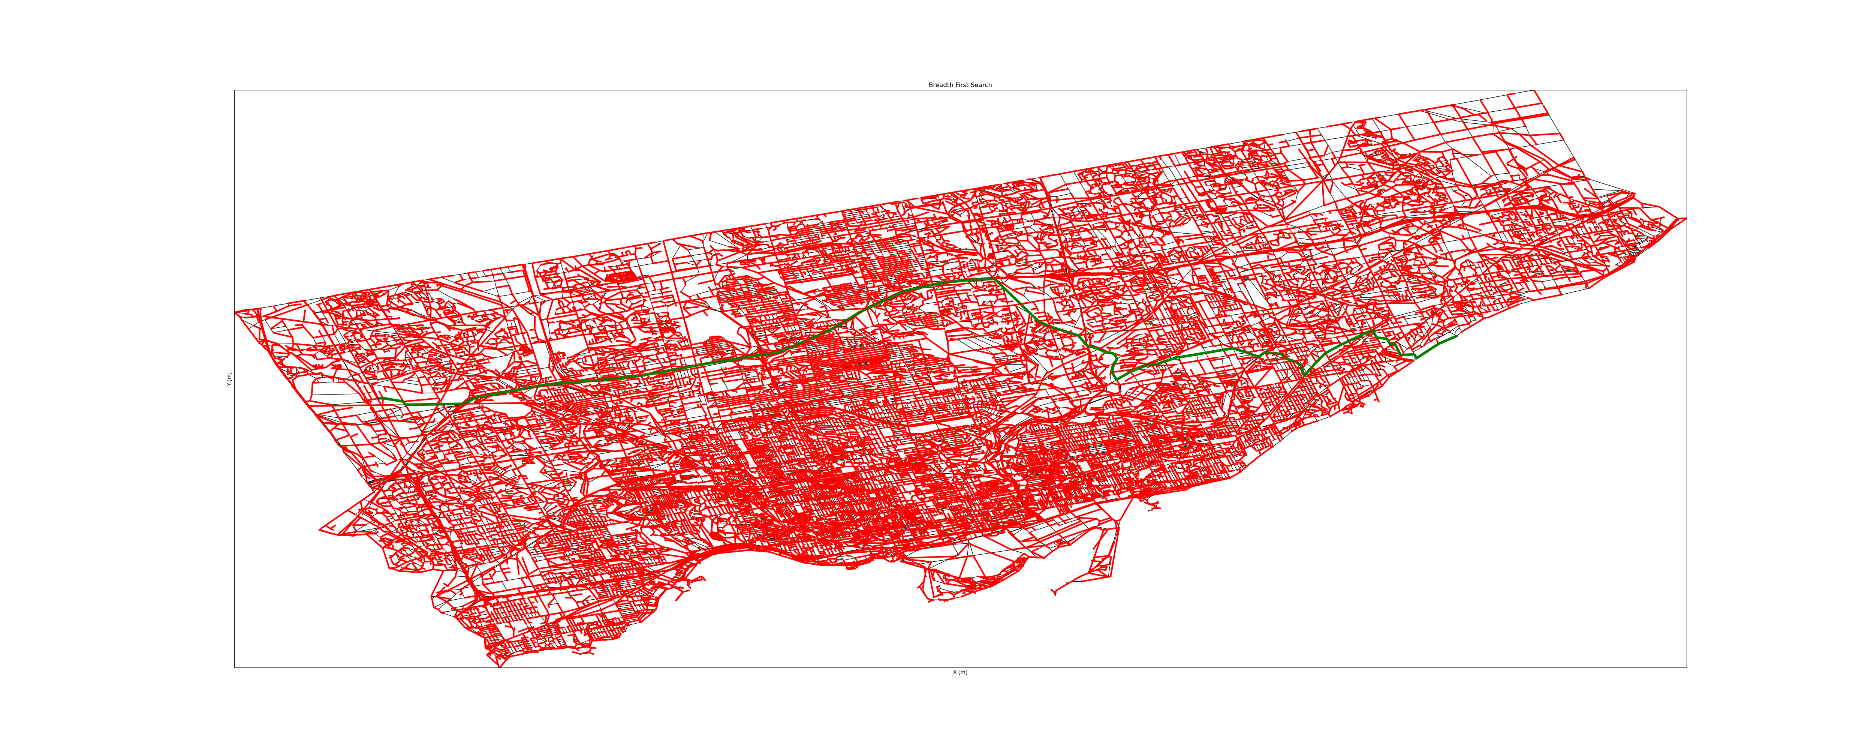 Breadth First Search
Y [m]
X [m]